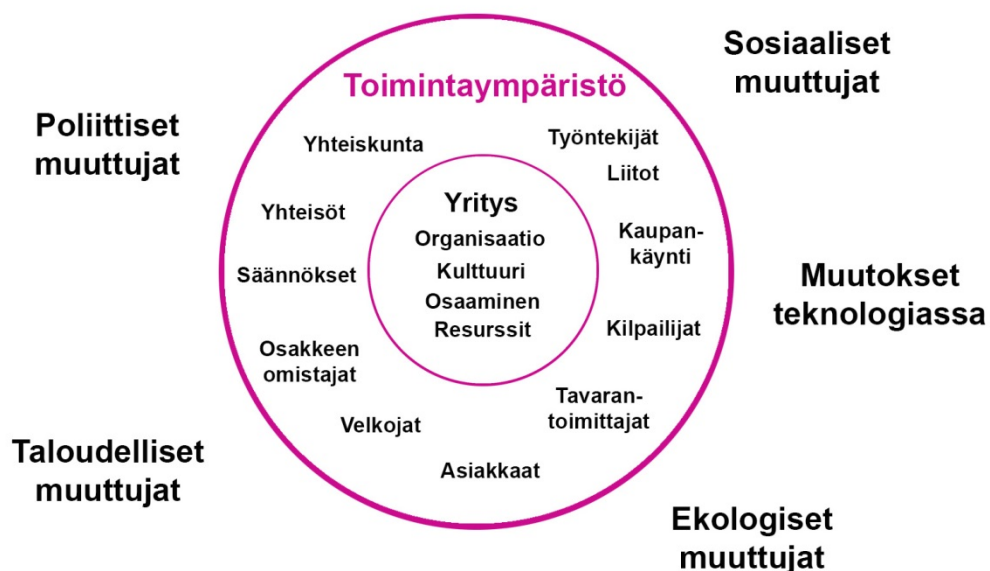 Sosiaaliset
muuttujat
Poliittiset
muuttujat
Toimintaympäristö
Yhteiskunta
Työntekijät
Liitot
Yhteisöt
Kaupan-
käynti
Säännökset
Kilpailijat
Osakkeen
omistajat
Tavaran-
toimittajat
Velkojat
Asiakkaat
Yritys
Organisaatio
Kulttuuri
Osaaminen
Resurssit
Muutokset
teknologiassa
Taloudelliset
muuttujat
Ekologiset
muuttujat